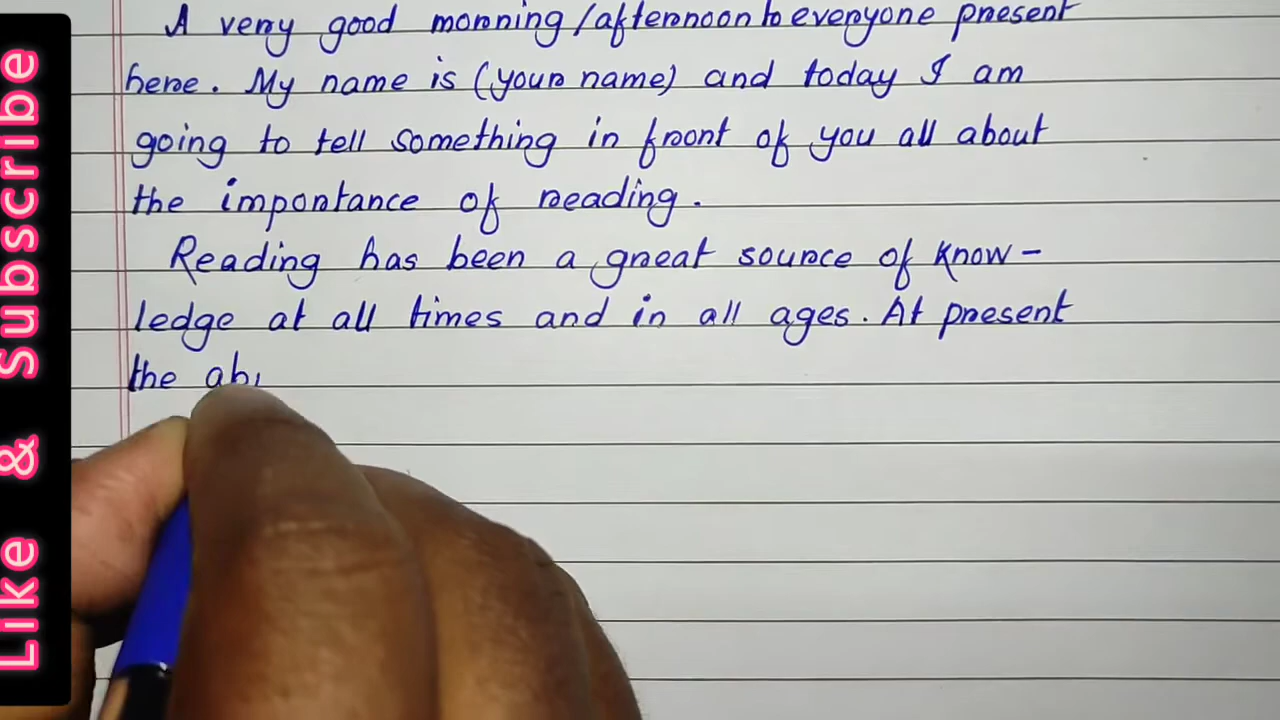 A very good morning/afternoon to everyone present
here. My name is (your name) and today I am
going to tell something in front of you all about
the importance of reading.
Reading has been a great source of know-
ledge at all times and in all ages. At present
the
Like & Subscribe